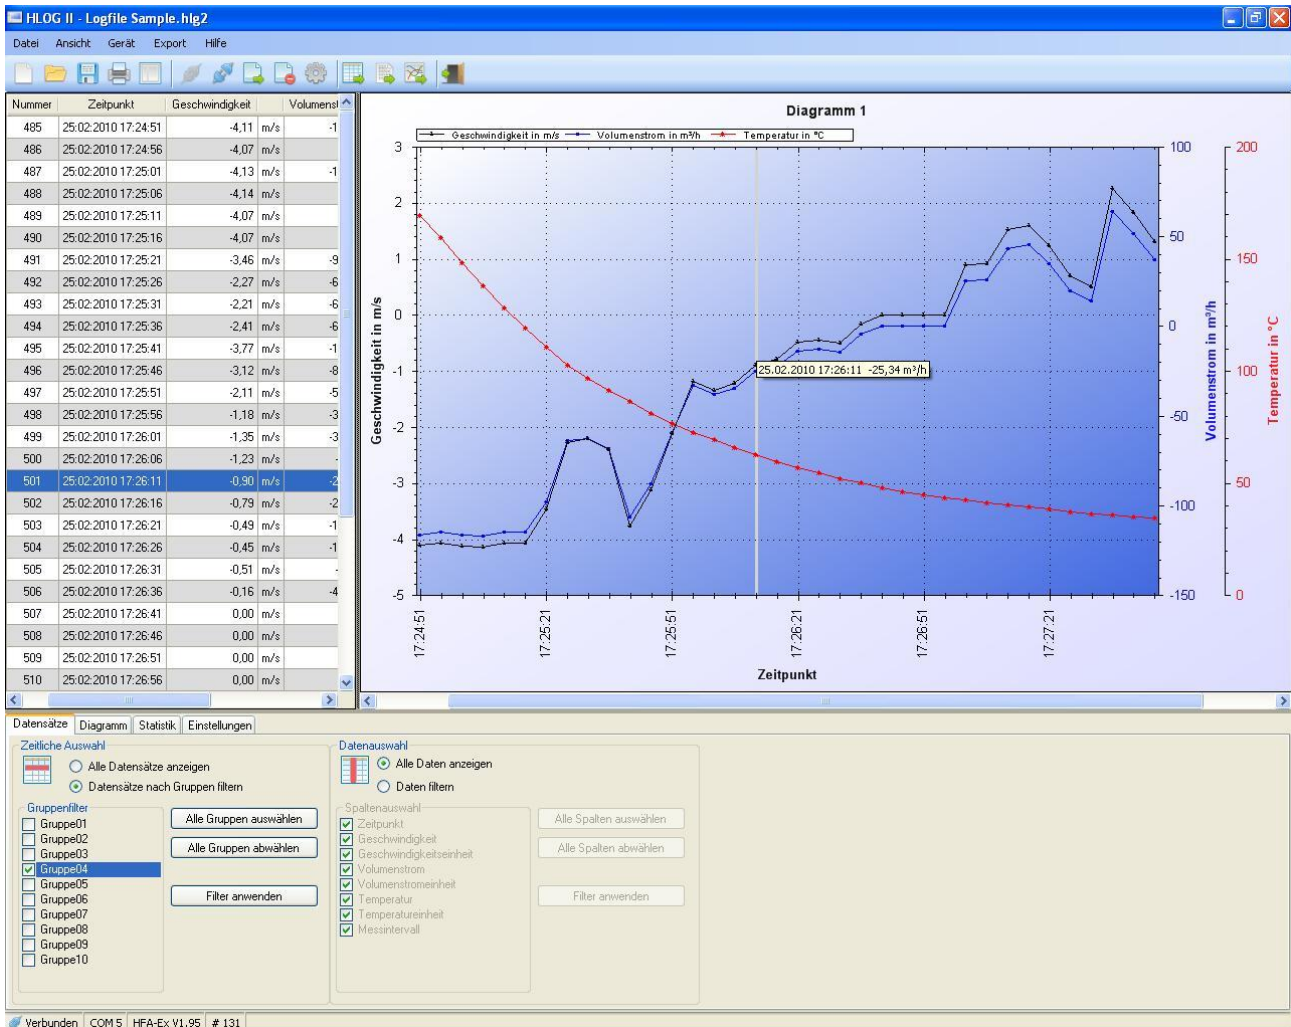 HLOG II - Logfile Sample.hlg2
Datei Ansicht Gerät Export Hilfe
Nummer Zeitpunkt Geschwindigkeit Volumenst
485 25:02:2010 17:24:51 -4,11 m/s -1
486 25:02:2010 17:24:56 -4,07 m/s
487 25:02:2010 17:25:01 -4,13 m/s -1
488 25:02:2010 17:25:06 -4,14 m/s
489 25:02:2010 17:25:11 -4,07 m/s
490 25:02:2010 17:25:16 -4,07 m/s
491 25:02:2010 17:25:21 -3,46 m/s -9
492 25:02:2010 17:25:26 -2,27 m/s -6
493 25:02:2010 17:25:31 -2,21 m/s -6
494 25:02:2010 17:25:36 -2,41 m/s -6
495 25:02:2010 17:25:41 -3,77 m/s -1
496 25:02:2010 17:25:46 -3,12 m/s -8
497 25:02:2010 17:25:51 -2,11 m/s -5
498 25:02:2010 17:25:56 -1,18 m/s -3
499 25:02:2010 17:26:01 -1,35 m/s -3
500 25:02:2010 17:26:06 -1,23 m/s -
501 25:02:2010 17:26:11 -0,90 m/s -2
502 25:02:2010 17:26:16 -0,79 m/s -2
503 25:02:2010 17:26:21 -0,49 m/s -1
504 25:02:2010 17:26:26 -0,45 m/s -1
505 25:02:2010 17:26:31 -0,51 m/s -
506 25:02:2010 17:26:36 -0,16 m/s -4
507 25:02:2010 17:26:41 0,00 m/s
508 25:02:2010 17:26:46 0,00 m/s
509 25:02:2010 17:26:51 0,00 m/s
510 25:02:2010 17:26:56 0,00 m/s
Diagramm 1
Geschwindigkeit in m/s Volumenstrom in m³/h Temperatur in °C
Geschwindigkeit in m/s
3
2
1
0
-1
-2
-3
-4
-5
25.02.2010 17:26:11 -25,34 m³/h
100
50
0
-50
-100
-150
Volumenstrom in m³/h
200
150
100
50
0
Temperatur in °C
17:24:51
17:25:21
17:25:51
17:26:21
17:26:51
17:27:21
Zeitpunkt
Datensätze Diagramm Statistik Einstellungen
Zeitliche Auswahl
Alle Datensätze anzeigen
Datensätze nach Gruppen filtern
Gruppenfilter
Gruppe01
Gruppe02
Gruppe03
Gruppe04
Gruppe05
Gruppe06
Gruppe07
Gruppe08
Gruppe09
Gruppe10
Alle Gruppen auswählen
Alle Gruppen abwählen
Filter anwenden
Datenauswahl
Alle Daten anzeigen
Daten filtern
Spaltenauswahl
Zeitpunkt
Geschwindigkeit
Geschwindigkeitseinheit
Volumenstrom
Volumenstromeinheit
Temperatur
Temperatureinheit
Messintervall
Alle Spalten auswählen
Alle Spalten abwählen
Filter anwenden
Verbunden COM 5 HFA-Ex V1.95 # 131